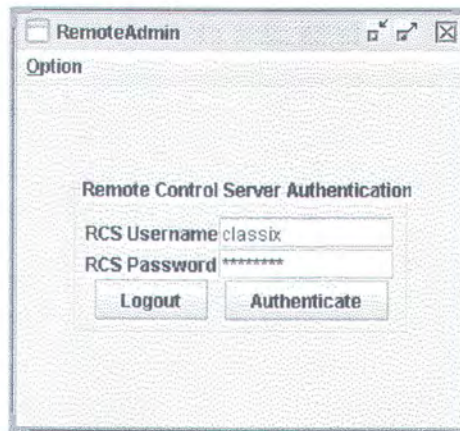 RemoteAdmin
Option
Remote Control Server Authentication
RCS Username classix
RCS Password ********
Logout Authenticate